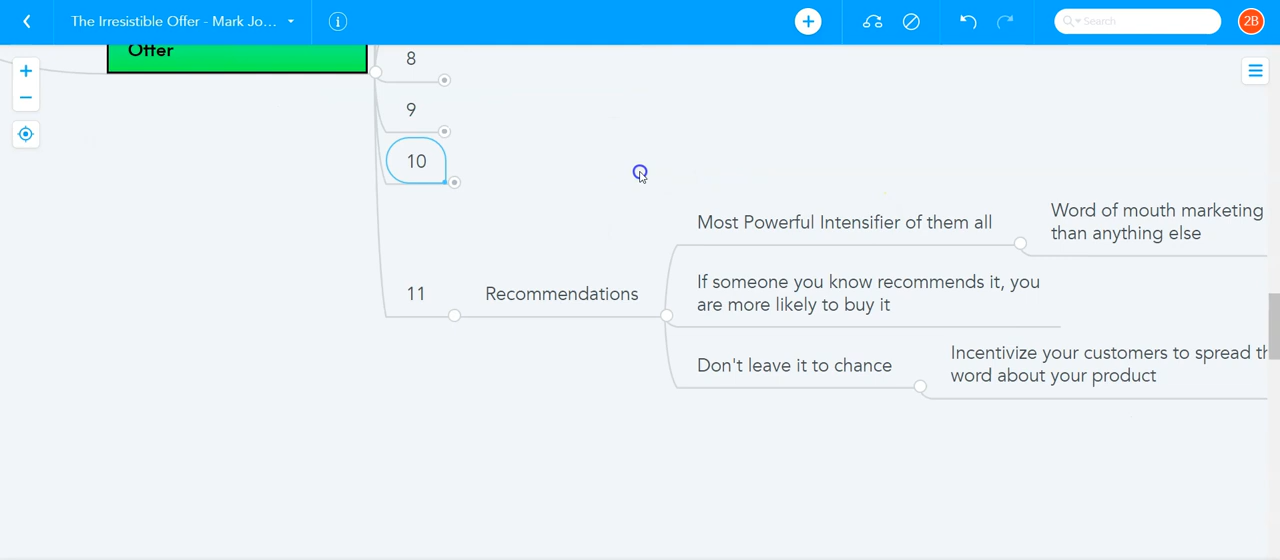 The Irresistible Offer - Mark Jo...
Search
2B
Offer
8
9
10
Most Powerful Intensifier of them all
Word of mouth marketing
than anything else
If someone you know recommends it, you
are more likely to buy it
11
Recommendations
Don't leave it to chance
Incentivize your customers to spread th
word about your product